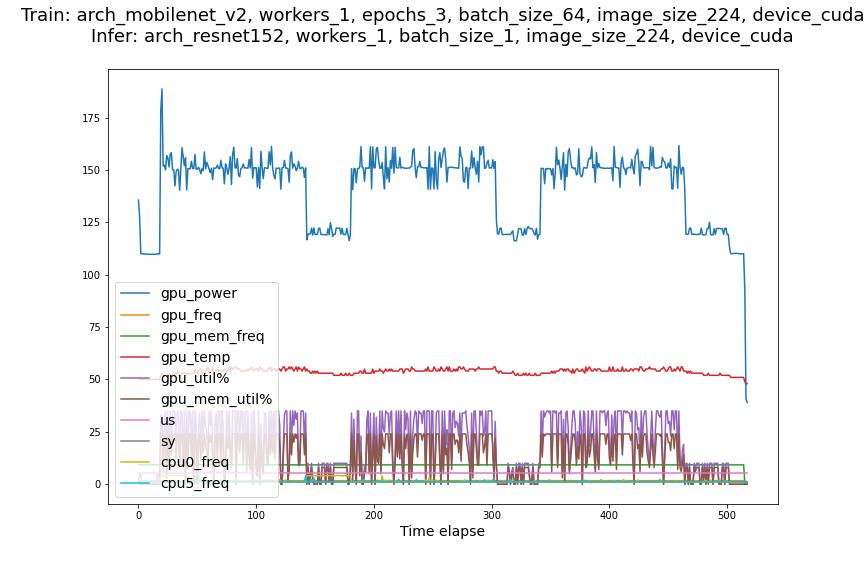 Train: arch_mobilenet_v2, workers_1, epochs_3, batch_size_64, image_size_224, device_cuda
Infer: arch_resnet152, workers_1, batch_size_1, image_size_224, device_cuda
175
150
125
100
75
50
25
0
gpu_power
gpu_freq
gpu_mem_freq
gpu_temp
gpu_util%
gpu_mem_util%
us
sy
cpu0_freq
cpu5_freq
0 100 200 300 400 500
Time elapse